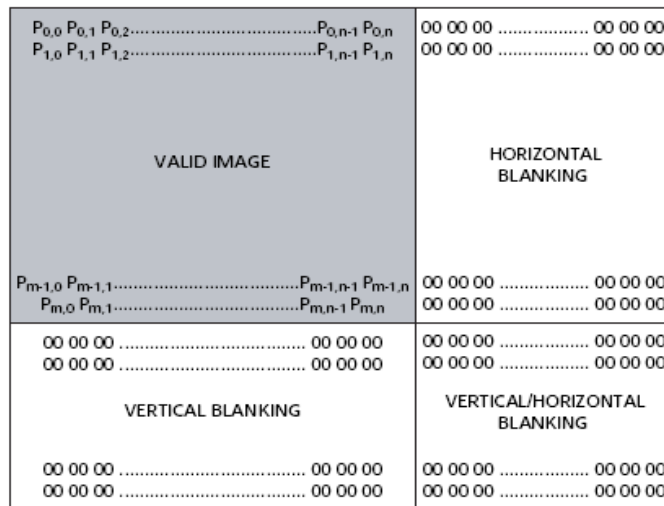 P0,0 P0,1 P0,2.....................................P0,n-1 P0,n
P1,0 P1,1 P1,2.....................................P1,n-1 P1,n
VALID IMAGE
Pm-1,0 Pm-1,1.....................................Pm-1,n-1 Pm-1,n
Pm,0 Pm,1.....................................Pm,n-1 Pm,n
00 00 00 .................. 00 00 00
00 00 00 .................. 00 00 00
HORIZONTAL
BLANKING
00 00 00 .................. 00 00 00
00 00 00 .................. 00 00 00
00 00 00 ..................................... 00 00 00
00 00 00 ..................................... 00 00 00
VERTICAL BLANKING
00 00 00 ..................................... 00 00 00
00 00 00 ..................................... 00 00 00
00 00 00 .................. 00 00 00
00 00 00 .................. 00 00 00
VERTICAL/HORIZONTAL
BLANKING
00 00 00 .................. 00 00 00
00 00 00 .................. 00 00 00